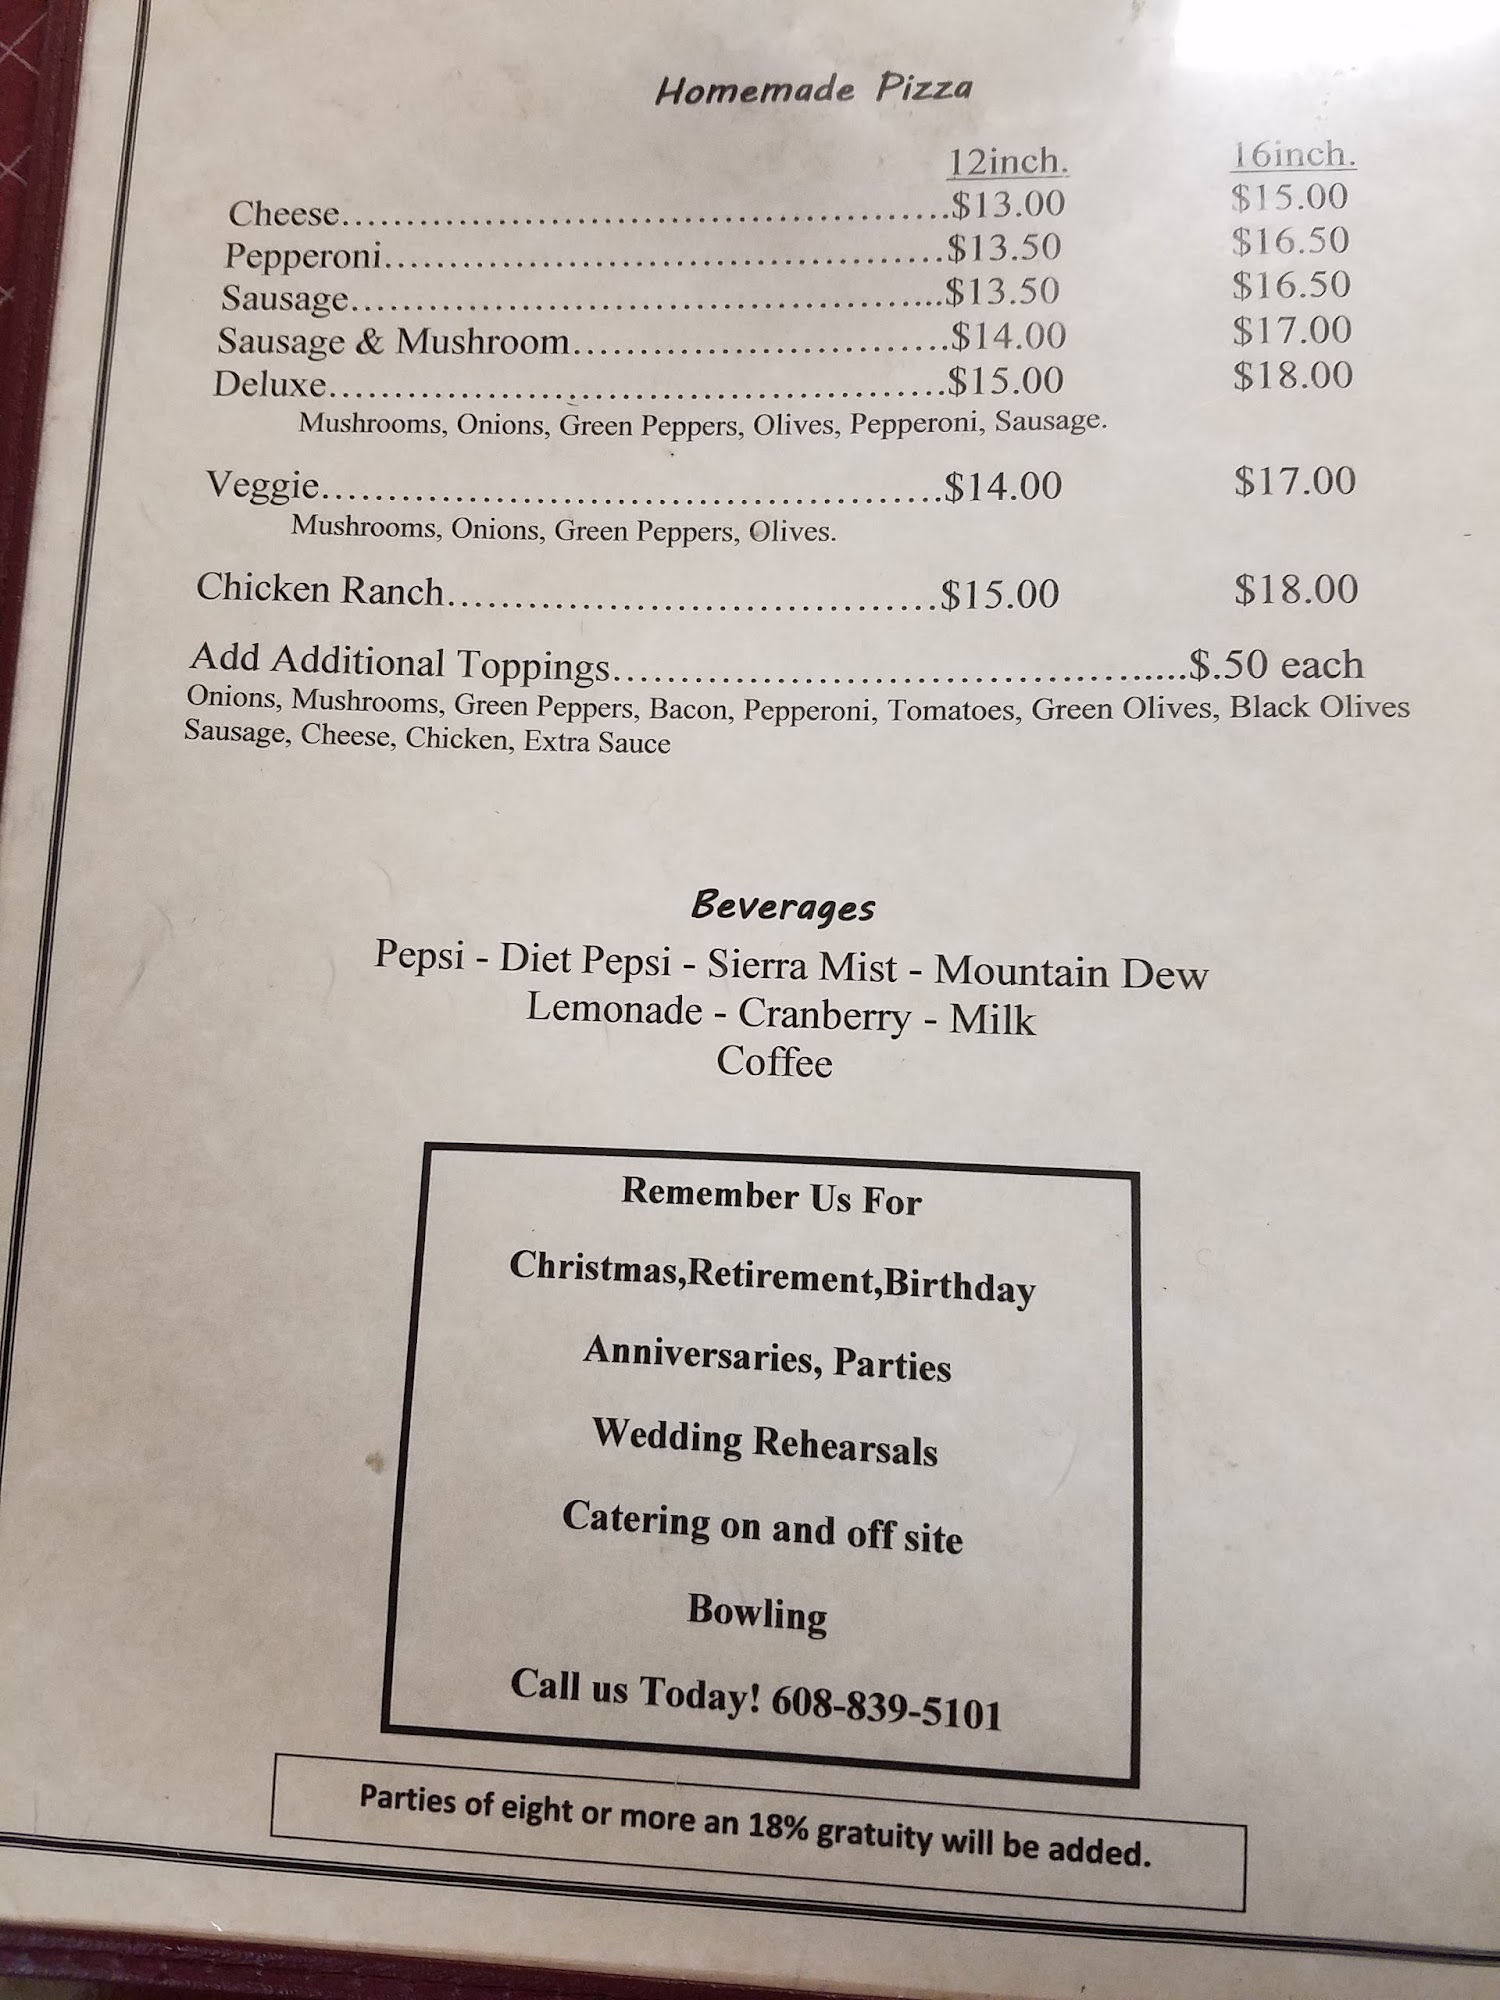 Homemade Pizza
12inch. 16inch.
Cheese.....................................................$13.00 $15.00
Pepperoni................................................$13.50 $16.50
Sausage...................................................$13.50 $16.50
Sausage & Mushroom.............................$14.00 $17.00
Deluxe.....................................................$15.00 $18.00
Mushrooms, Onions, Green Peppers, Olives, Pepperoni, Sausage.
Veggie....................................................$14.00 $17.00
Mushrooms, Onions, Green Peppers, Olives.
Chicken Ranch.......................................$15.00 $18.00
Add Additional Toppings..............................................$.50 each
Onions, Mushrooms, Green Peppers, Bacon, Pepperoni, Tomatoes, Green Olives, Black Olives
Sausage, Cheese, Chicken, Extra Sauce
Beverages
Pepsi - Diet Pepsi - Sierra Mist - Mountain Dew
Lemonade - Cranberry - Milk
Coffee
Remember Us For
Christmas,Retirement,Birthday
Anniversaries, Parties
Wedding Rehearsals
Catering on and off site
Bowling
Call us Today! 608-839-5101
Parties of eight or more an 18% gratuity will be added.